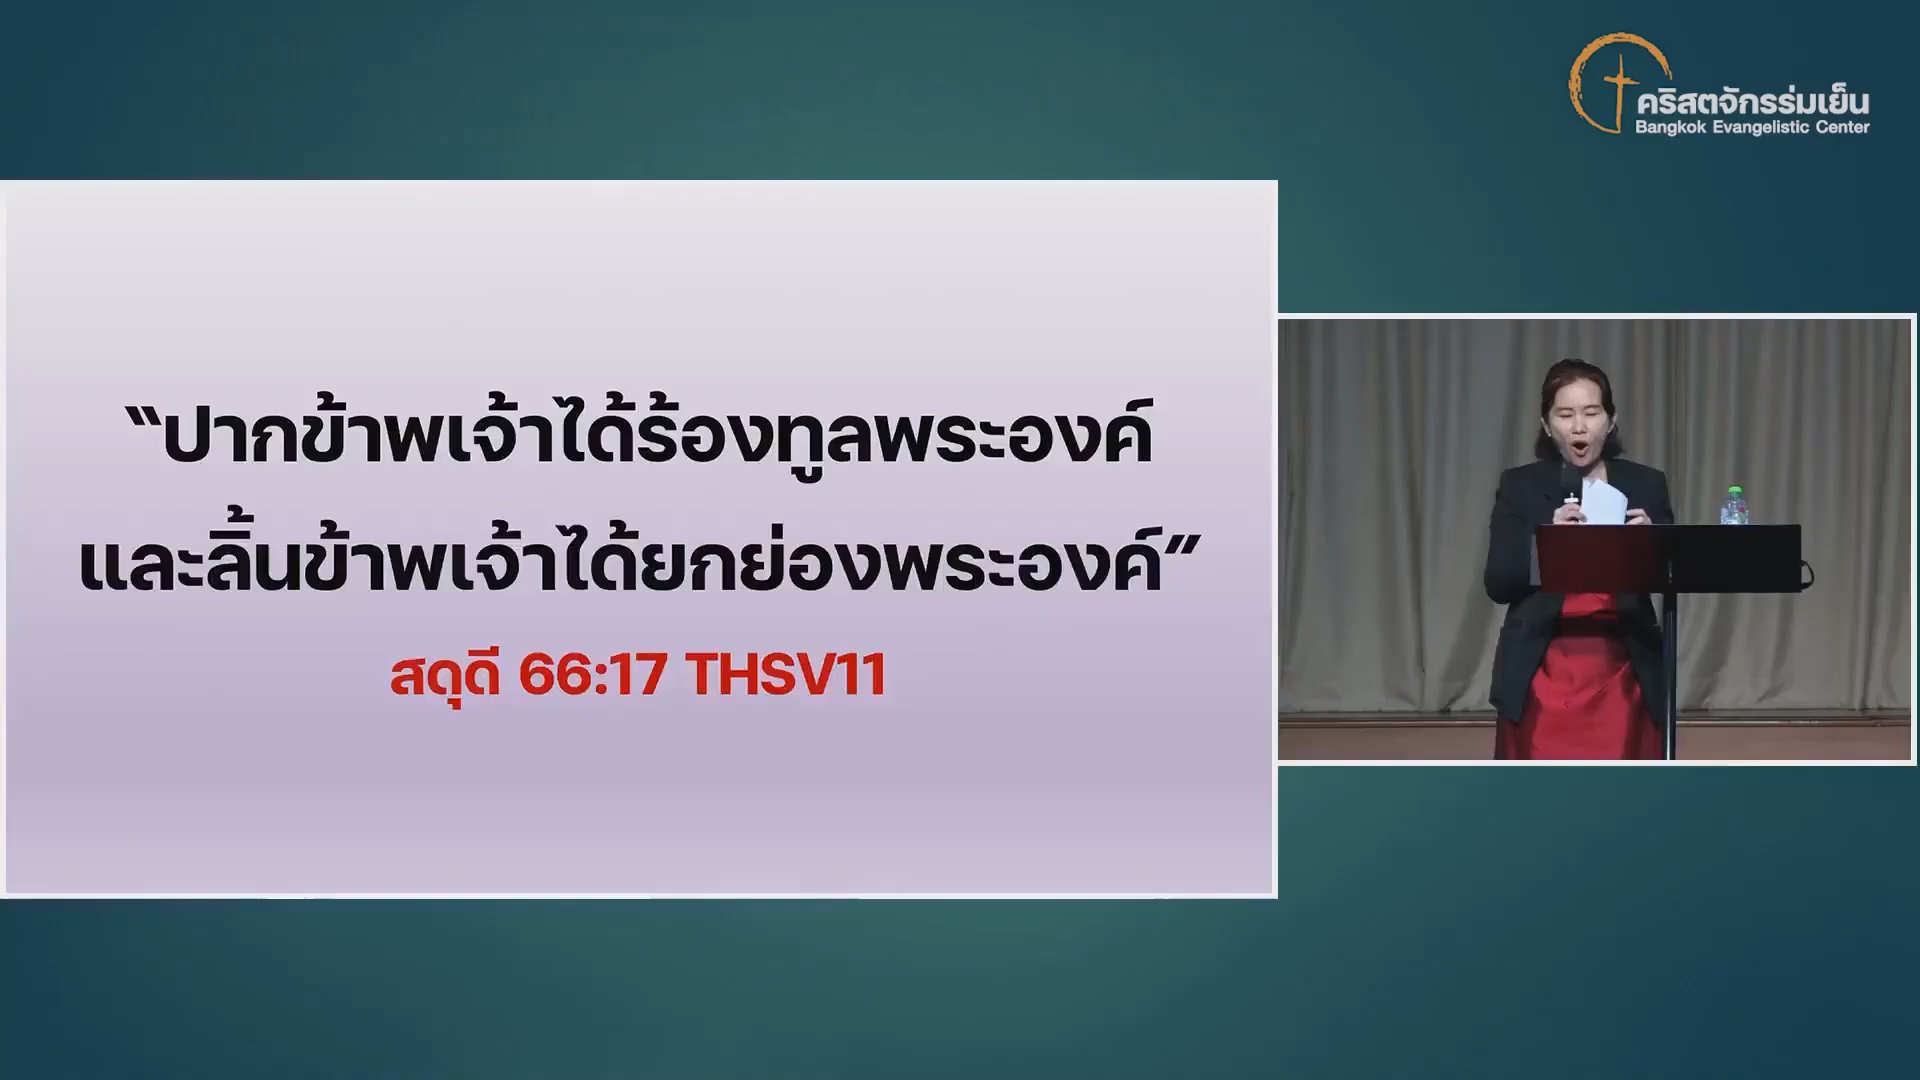 คริสตจักรร่มเย็น
Bangkok Evangelistic Center
“ปากข้าพเจ้าได้ร้องทูลพระองค์
และลิ้นข้าพเจ้าได้ยกย่องพระองค์”
สดุดี 66:17 THSV11